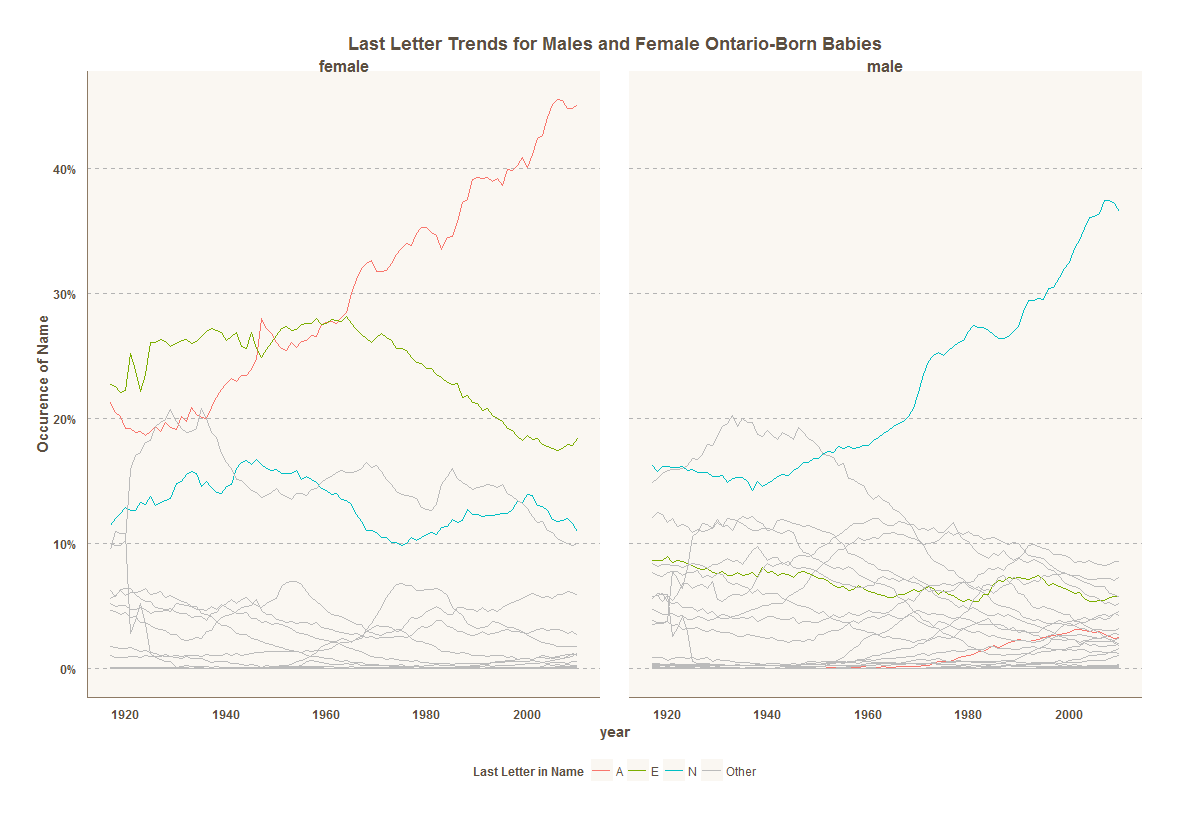 Last Letter Trends for Males and Female Ontario-Born Babies
female male
Occurence of Name
40%
30%
20%
10%
0%
1920 1940 1960 1980 2000 1920 1940 1960 1980 2000
year
Last Letter in Name A E N Other